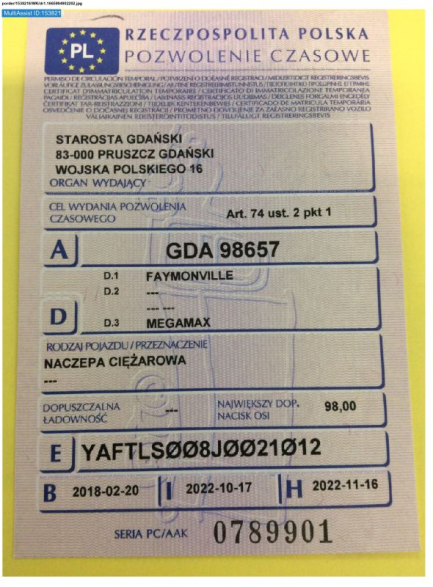 MultiAssist ID:153821
PL
RZECZPOSPOLITA POLSKA
POZWOLENIE CZASOWE
STAROSTA GDAŃSKI
83-000 PRUSZCZ GDAŃSKI
WOJSKA POLSKIEGO 16
ORGAN WYDAJĄCY
CEL WYDANIA POZWOLENIA
CZASOWEGO
Art. 74 ust. 2 pkt 1
A GDA 98657
D.1 FAYMONVILLE
D.2 ---
--- ---
D
D.3 MEGAMAX
RODZAJ POJAZDU / PRZEZNACZENIE
NACZEPA CIĘŻAROWA
---
DOPUSZCZALNA
ŁADOWNOŚĆ
---
NAJWIĘKSZY DOP.
NACISK OSI
98,00
E YAFTLSØØ8JØØ21Ø12
B 2018-02-20 I 2022-10-17 H 2022-11-16
SERIA PC/AAK 0789901